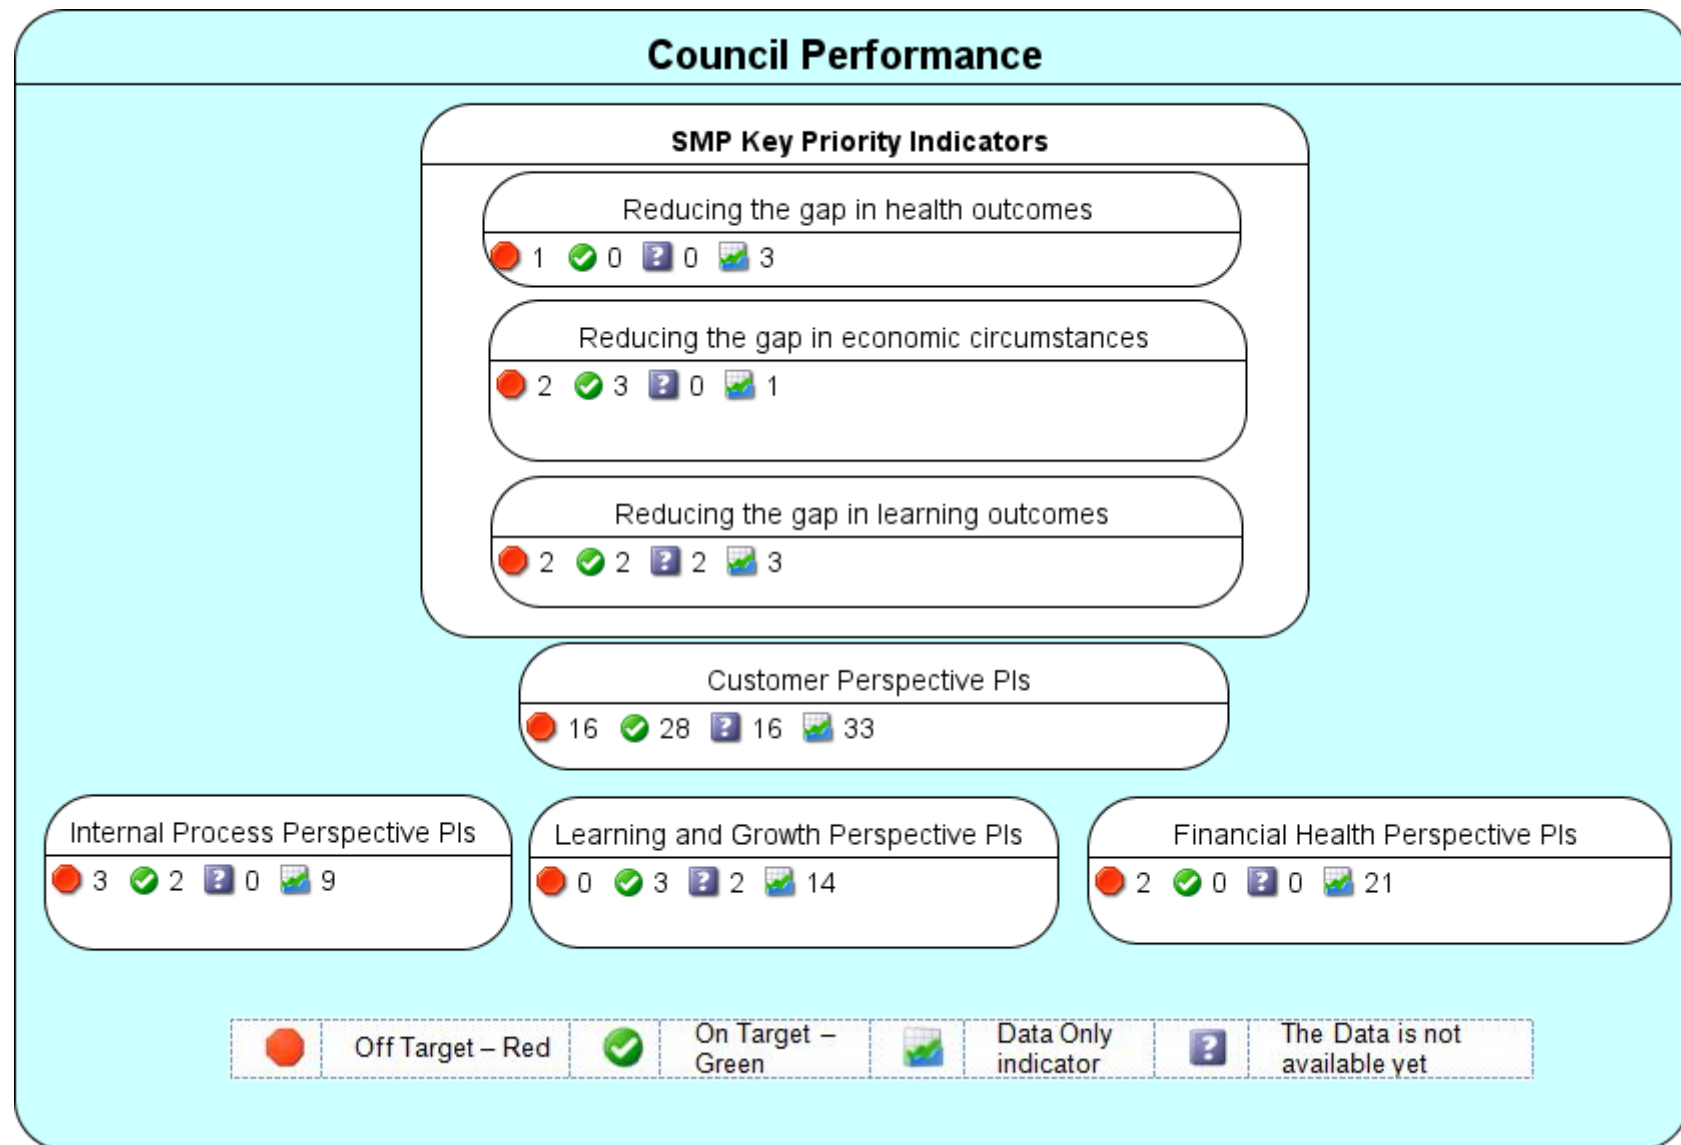 Council Performance
SMP Key Priority Indicators
Reducing the gap in health outcomes
1 0 ? 0 3
Reducing the gap in economic circumstances
2 3 ? 0 1
Reducing the gap in learning outcomes
2 2 ? 2 3
Customer Perspective PIs
16 28 ? 16 33
Internal Process Perspective PIs
3 2 ? 0 9
Learning and Growth Perspective PIs
0 3 ? 2 14
Financial Health Perspective PIs
2 0 ? 0 21
Off Target – Red
On Target –
Green
Data Only
indicator
?
The Data is not
available yet